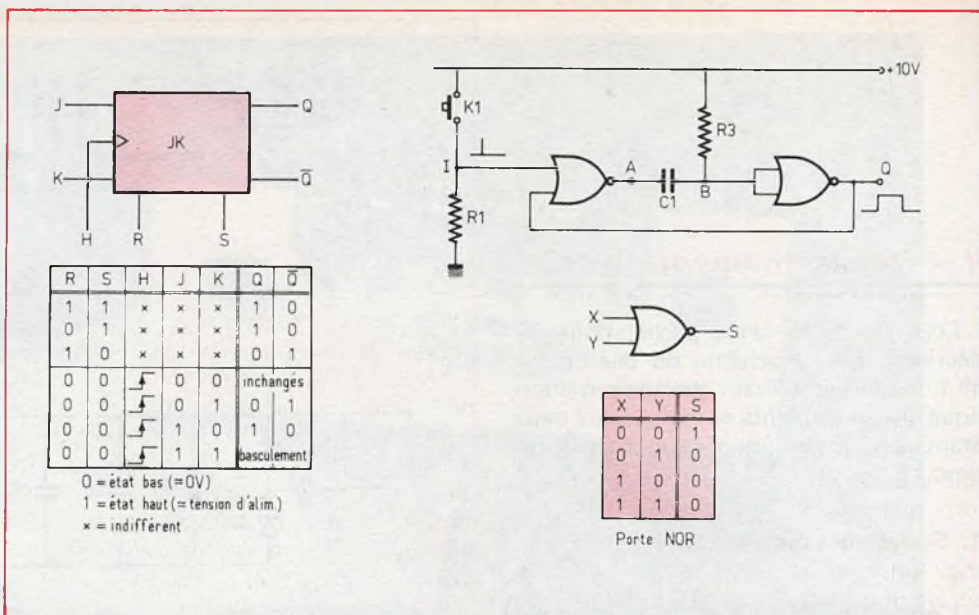 J
Q
JK
K
Q̄
H
R
S
R S H J K Q Q̄
1 1 × × × 1 0
0 1 × × × 1 0
1 0 × × × 0 1
0 0 0 0 inchangés
0 0 0 1 0 1
0 0 1 0 1 0
0 0 1 1 basculement
0 = état bas (≃0V)
1 = état haut (≃ tension d'alim.)
× = indifférent
+10V
K1
R3
I
A
Q
C1
B
R1
X
Y
S
X Y S
0 0 1
0 1 0
1 0 0
1 1 0
Porte NOR